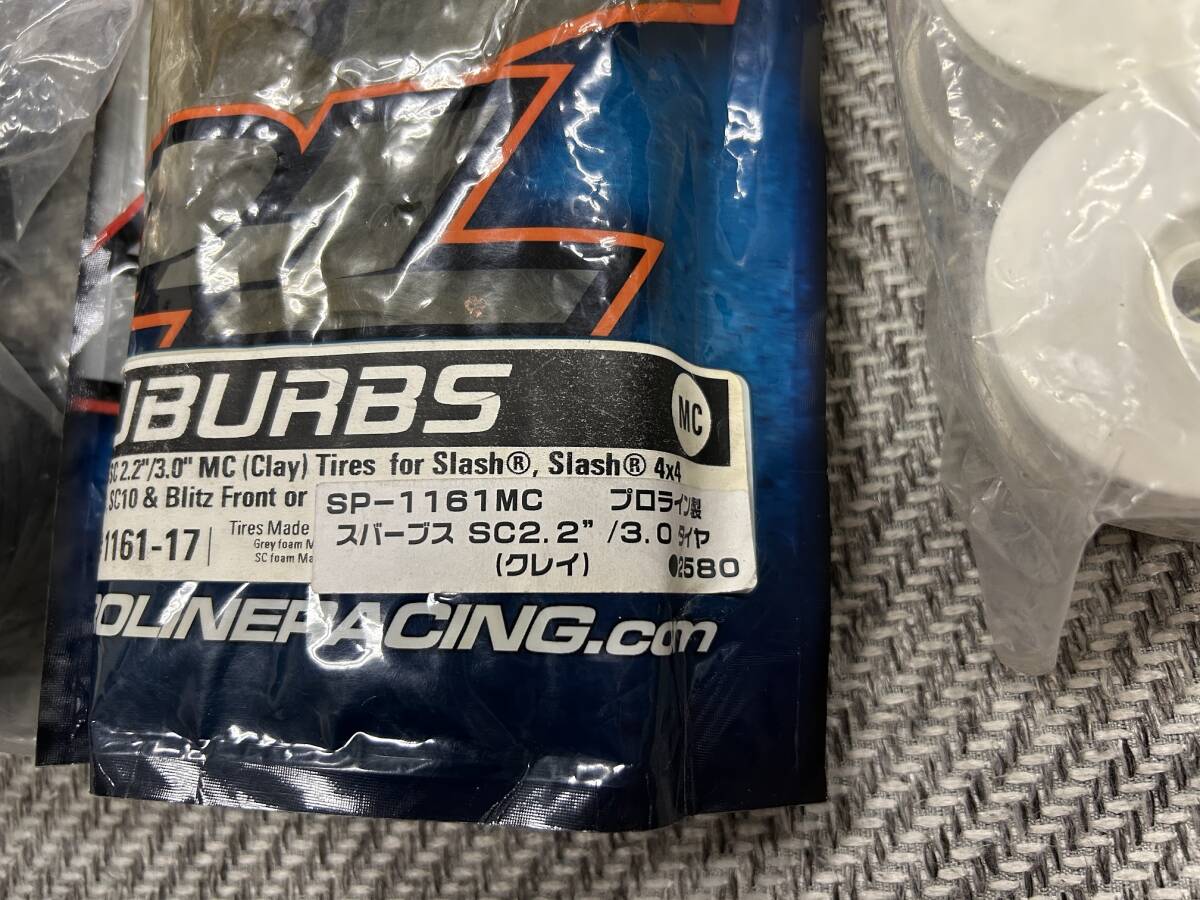 UBURBS
MC
SC 2.2"/3.0" MC (Clay) Tires for Slash®, Slash® 4x4
SC10 & Blitz Front or
1161-17
Tires Made
Grey foam M
SC foam Ma
SP-1161MC プロライン製
スバーブス SC2.2" /3.0 タイヤ
(クレイ) ●2580
ROLINERACING.com